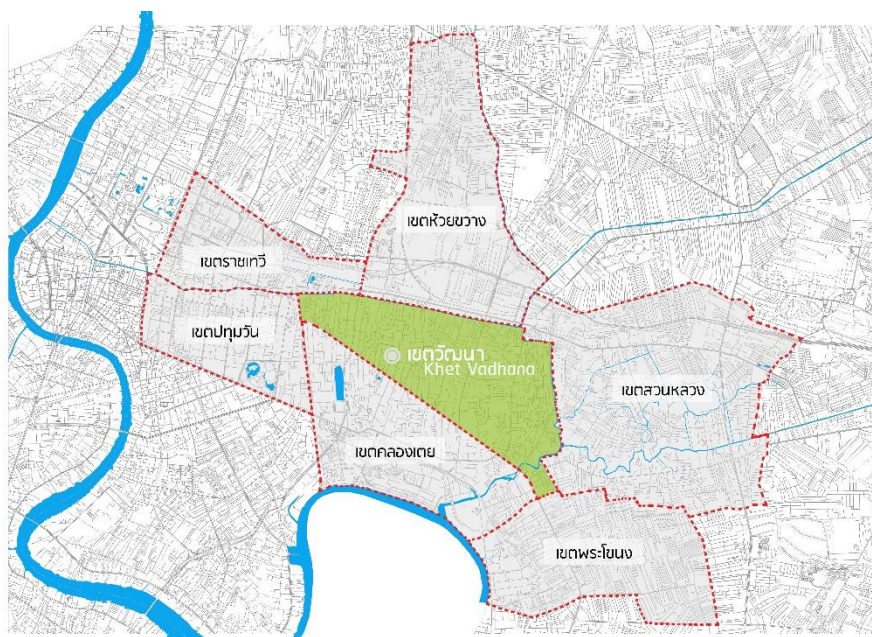 เขตห้วยขวาง
เขตราชเทวี
เขตปทุมวัน
เขตวัฒนา
Khet Vadhana
เขตสวนหลวง
เขตคลองเตย
เขตพระโขนง